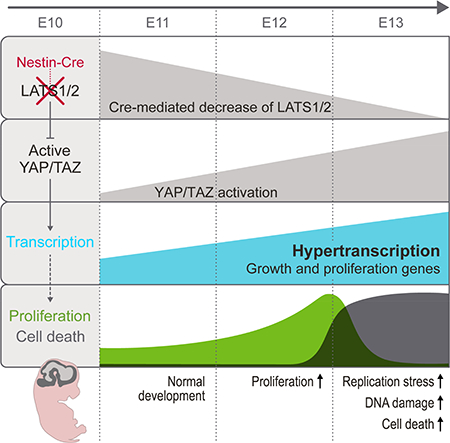 E10 E11 E12 E13
Nestin-Cre
LATS1/2
Cre-mediated decrease of LATS1/2
Active
YAP/TAZ
YAP/TAZ activation
Transcription
Hypertranscription
Growth and proliferation genes
Proliferation
Cell death
Normal
development
Proliferation ↑
Replication stress ↑
DNA damage ↑
Cell death ↑